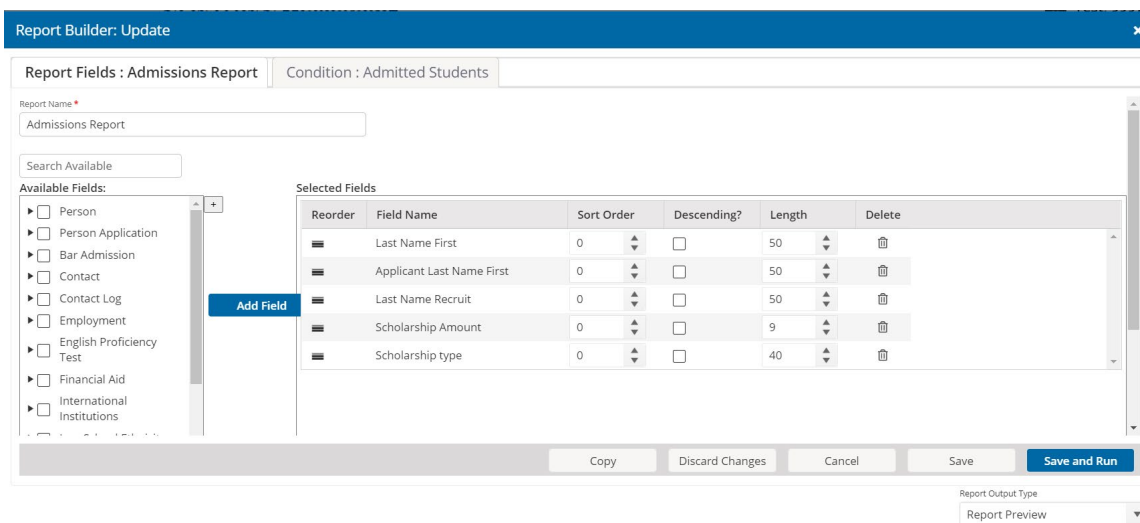 Report Builder: Update
Report Fields : Admissions Report
Condition : Admitted Students
Report Name *
Admissions Report
Search Available
Available Fields:
+
Person
Person Application
Bar Admission
Contact
Contact Log
Employment
English Proficiency
Test
Financial Aid
International
Institutions
Add Field
Selected Fields
Reorder Field Name Sort Order Descending? Length Delete
Last Name First 0 50
Applicant Last Name First 0 50
Last Name Recruit 0 50
Scholarship Amount 0 9
Scholarship type 0 40
Copy Discard Changes Cancel Save Save and Run
Report Output Type
Report Preview